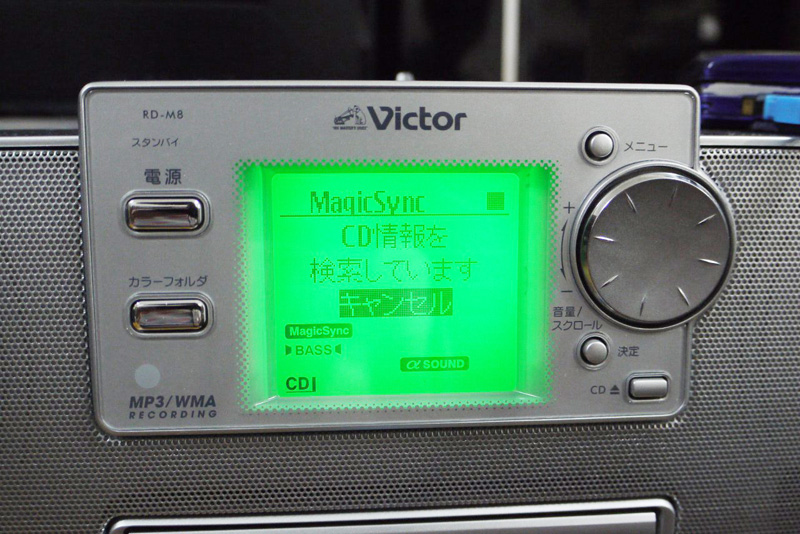 RD-M8
Victor
スタンバイ
メニュー
電源
MagicSync
CD情報を
検索しています
キャンセル
MagicSync
BASS
α SOUND
CD
カラーフォルダ
+
−
音量/
スクロール
決定
CD ⏏
MP3/WMA
RECORDING